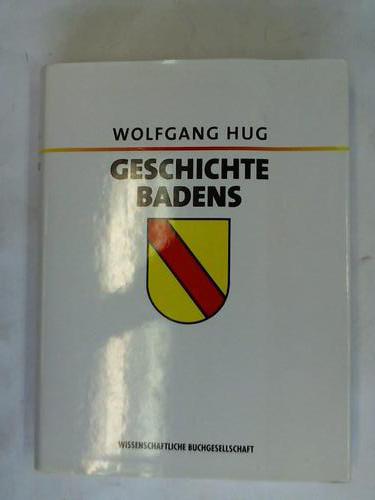 WOLFGANG HUG
GESCHICHTE
BADENS
WISSENSCHAFTLICHE BUCHGESELLSCHAFT